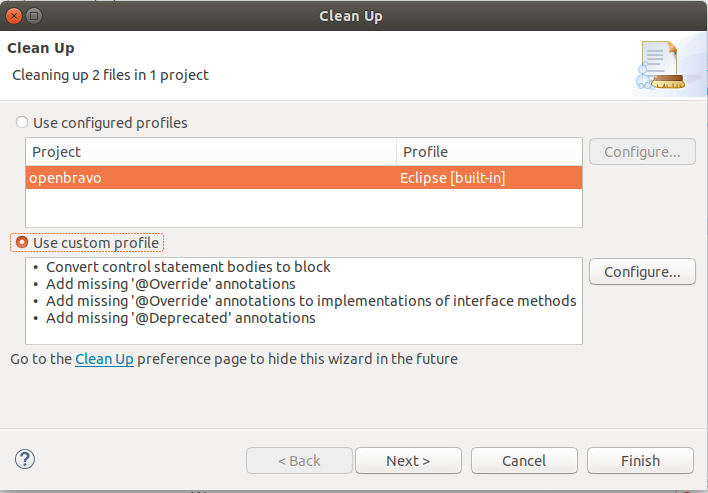 Clean Up
Clean Up
Cleaning up 2 files in 1 project
Use configured profiles
Project Profile
Configure...
openbravo Eclipse [built-in]
Use custom profile
• Convert control statement bodies to block
• Add missing '@Override' annotations
• Add missing '@Override' annotations to implementations of interface methods
• Add missing '@Deprecated' annotations
Configure...
Go to the Clean Up preference page to hide this wizard in the future
? < Back Next > Cancel Finish